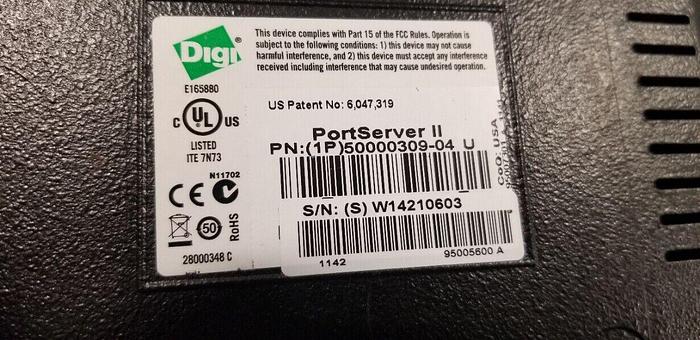 Digi
This device complies with Part 15 of the FCC Rules. Operation is
subject to the following conditions: 1) this device may not cause
harmful interference, and 2) this device must accept any interference
received including interference that may cause undesired operation.
E165880
C UL US
LISTED
ITE 7N73
N11702
CE
50
RoHS
28000348 C
US Patent No: 6,047,319
PortServer II
PN:(1P)50000309-04 U
COO: USA
S/N: (S) W14210603
1142
95005600 A